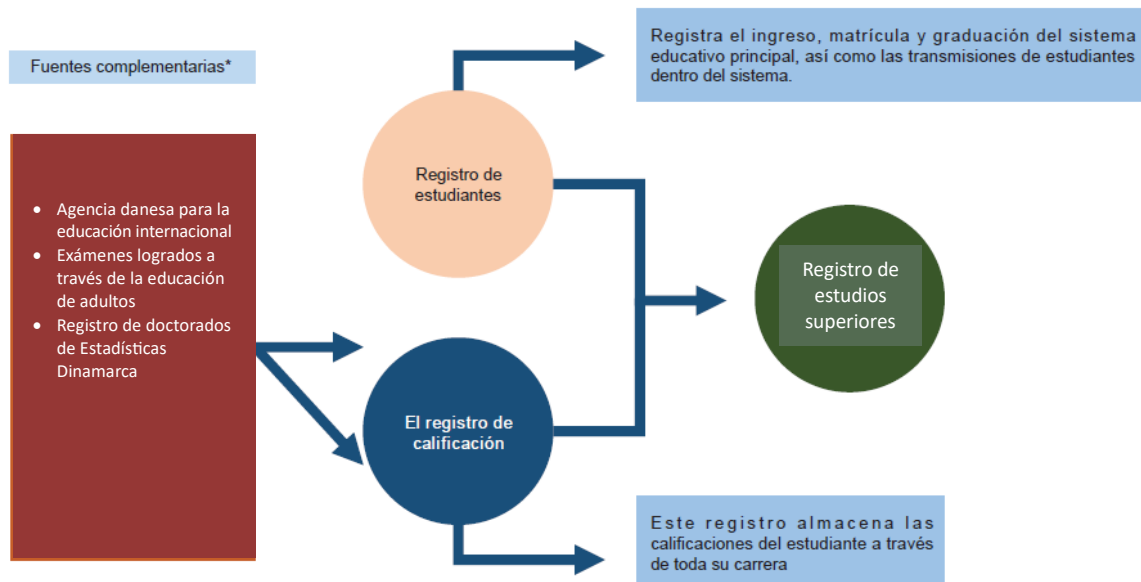 Fuentes complementarias*
Registra el ingreso, matrícula y graduación del sistema
educativo principal, así como las transmisiones de estudiantes
dentro del sistema.
Registro de
estudiantes
• Agencia danesa para la
educación internacional
• Exámenes logrados a
través de la educación
de adultos
• Registro de doctorados
de Estadísticas
Dinamarca
Registro de
estudios
superiores
El registro de
calificación
Este registro almacena las
calificaciones del estudiante a través
de toda su carrera